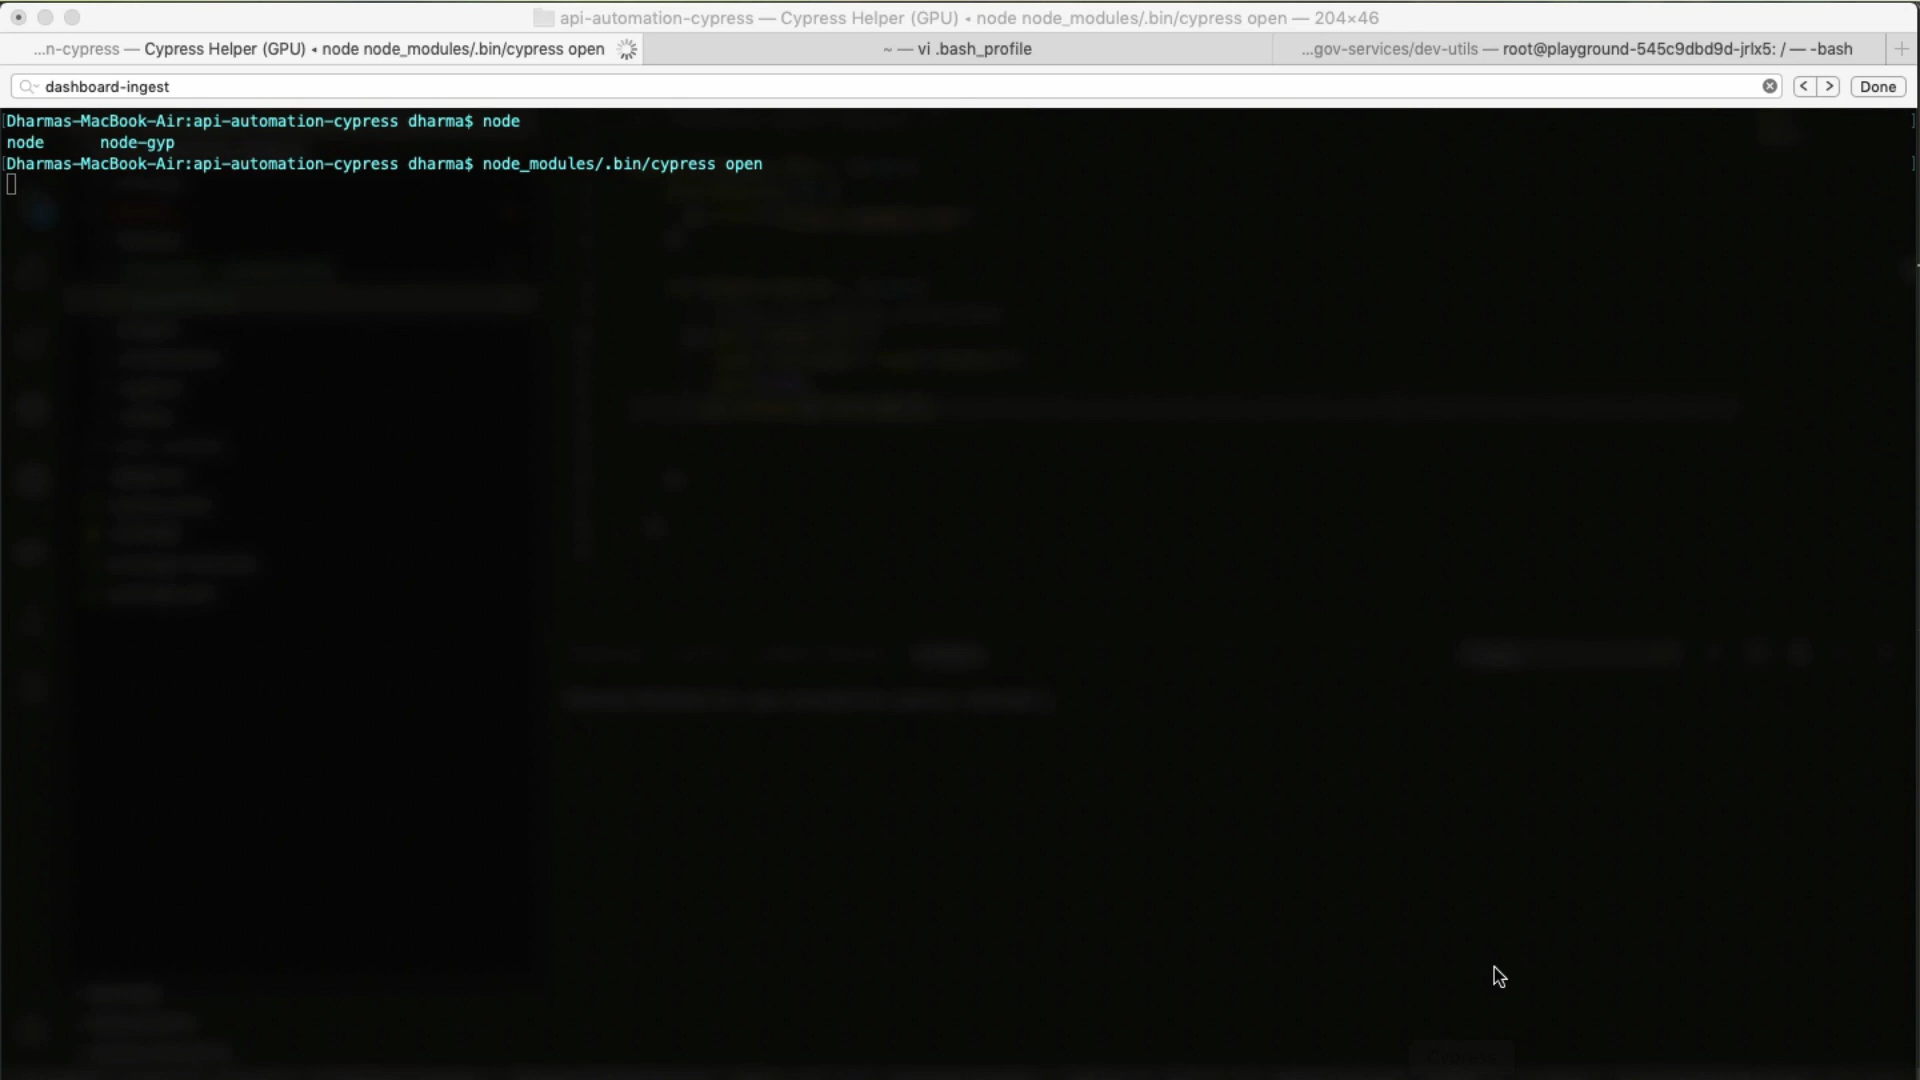 api-automation-cypress — Cypress Helper (GPU) ◂ node node_modules/.bin/cypress open — 204×46
...n-cypress — Cypress Helper (GPU) ◂ node node_modules/.bin/cypress open
~ — vi .bash_profile
...gov-services/dev-utils — root@playground-545c9dbd9d-jrlx5: / — -bash
dashboard-ingest
Done
[Dharmas-MacBook-Air:api-automation-cypress dharma$ node ]
node node-gyp
[Dharmas-MacBook-Air:api-automation-cypress dharma$ node_modules/.bin/cypress open ]